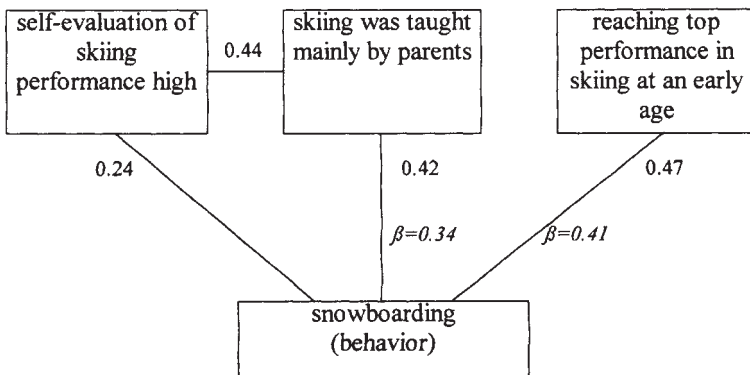 self-evaluation of
skiing
performance high
0.44
skiing was taught
mainly by parents
reaching top
performance in
skiing at an early
age
0.24
0.42
0.47
β=0.34
β=0.41
snowboarding
(behavior)